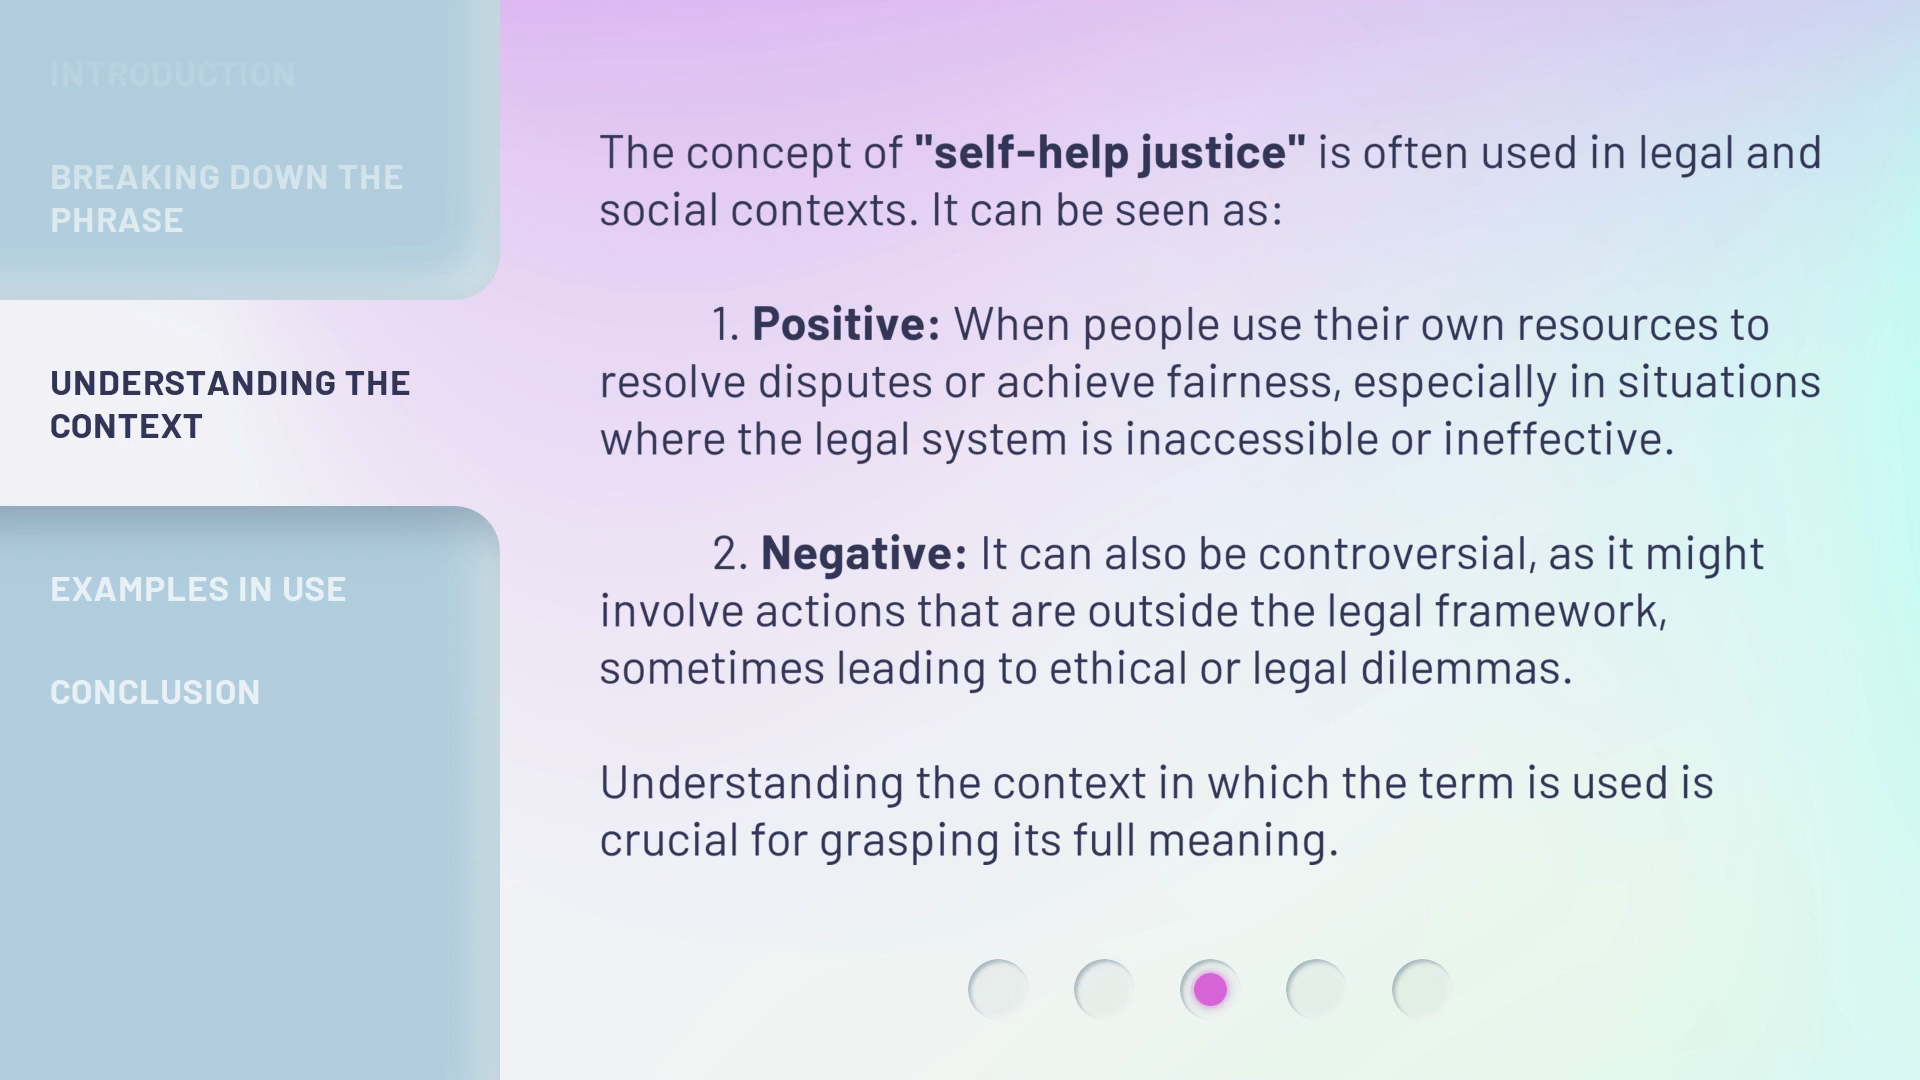 INTRODUCTION
BREAKING DOWN THE
PHRASE
UNDERSTANDING THE
CONTEXT
EXAMPLES IN USE
CONCLUSION
The concept of "self-help justice" is often used in legal and
social contexts. It can be seen as:
1. Positive: When people use their own resources to
resolve disputes or achieve fairness, especially in situations
where the legal system is inaccessible or ineffective.
2. Negative: It can also be controversial, as it might
involve actions that are outside the legal framework,
sometimes leading to ethical or legal dilemmas.
Understanding the context in which the term is used is
crucial for grasping its full meaning.